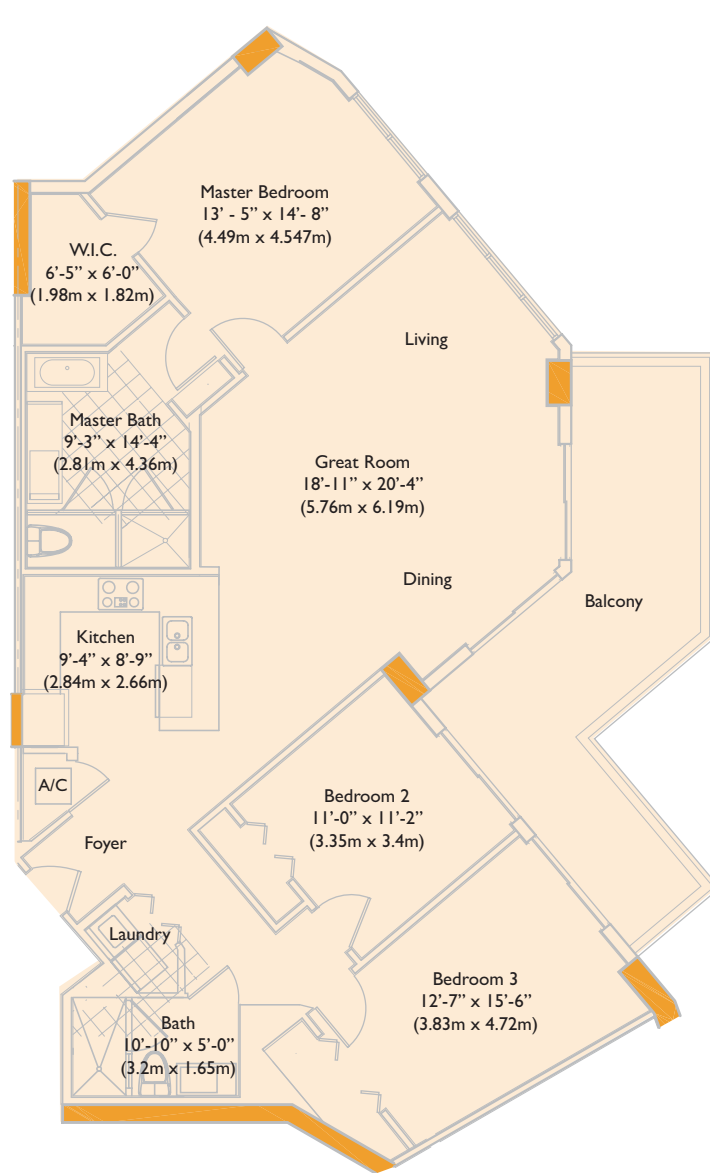 Master Bedroom
13’ - 5” x 14’- 8”
(4.49m x 4.547m)
W.I.C.
6’-5” x 6’-0”
(1.98m x 1.82m)
Living
Master Bath
9’-3” x 14’-4”
(2.81m x 4.36m)
Great Room
18’-11” x 20’-4”
(5.76m x 6.19m)
Dining
Balcony
Kitchen
9’-4” x 8’-9”
(2.84m x 2.66m)
A/C
Bedroom 2
11’-0” x 11’-2”
(3.35m x 3.4m)
Foyer
Laundry
Bedroom 3
12’-7” x 15’-6”
(3.83m x 4.72m)
Bath
10’-10” x 5’-0”
(3.2m x 1.65m)